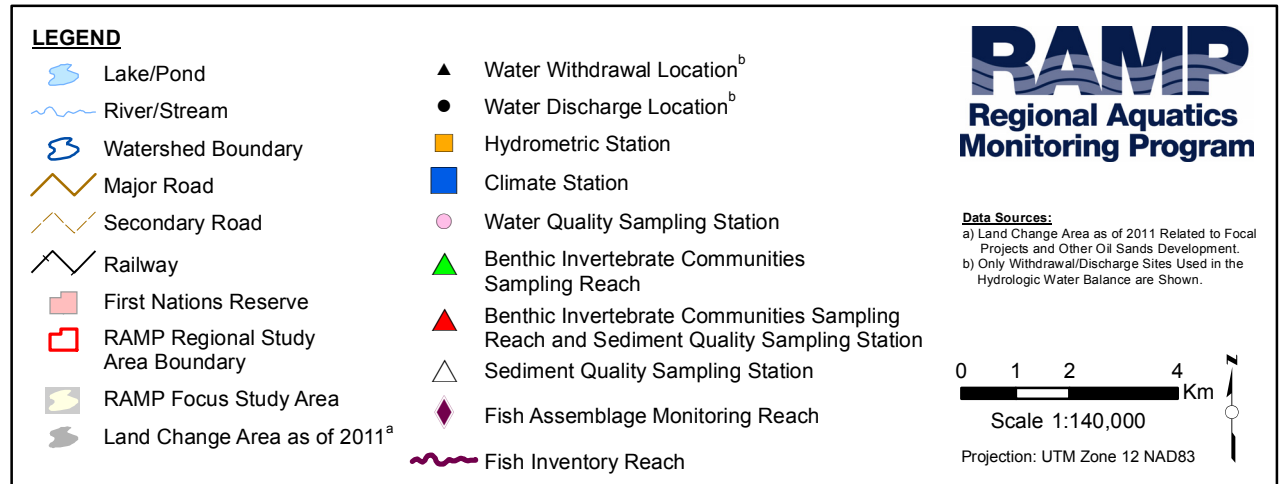 LEGEND
Lake/Pond
River/Stream
Watershed Boundary
Major Road
Secondary Road
Railway
First Nations Reserve
RAMP Regional Study
Area Boundary
RAMP Focus Study Area
Land Change Area as of 2011a
Water Withdrawal Locationb
Water Discharge Locationb
Hydrometric Station
Climate Station
Water Quality Sampling Station
Benthic Invertebrate Communities
Sampling Reach
Benthic Invertebrate Communities Sampling
Reach and Sediment Quality Sampling Station
Sediment Quality Sampling Station
Fish Assemblage Monitoring Reach
Fish Inventory Reach
RAMP
Regional Aquatics
Monitoring Program
Data Sources:
a) Land Change Area as of 2011 Related to Focal
Projects and Other Oil Sands Development.
b) Only Withdrawal/Discharge Sites Used in the
Hydrologic Water Balance are Shown.
0 1 2 4
Km
N
Scale 1:140,000
Projection: UTM Zone 12 NAD83